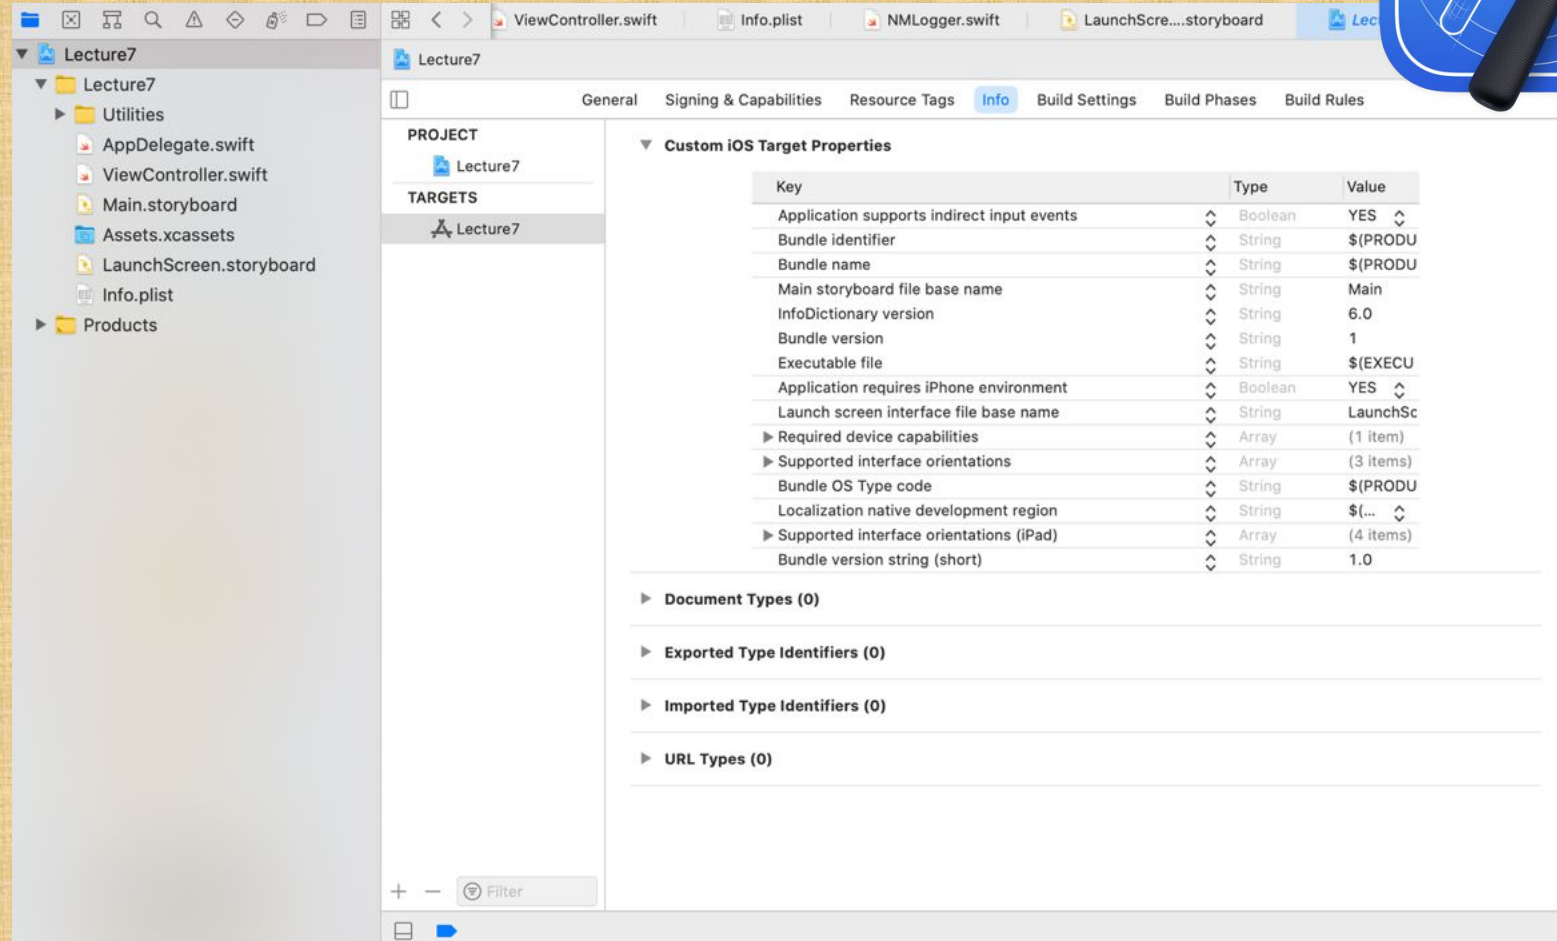 ViewController.swift Info.plist NMLogger.swift LaunchScre....storyboard Lec
Lecture7
Lecture7
Utilities
AppDelegate.swift
ViewController.swift
Main.storyboard
Assets.xcassets
LaunchScreen.storyboard
Info.plist
Products
Lecture7
General Signing & Capabilities Resource Tags Info Build Settings Build Phases Build Rules
PROJECT
Lecture7
TARGETS
Lecture7
Custom iOS Target Properties
Key Type Value
Application supports indirect input events Boolean YES
Bundle identifier String $(PRODU
Bundle name String $(PRODU
Main storyboard file base name String Main
InfoDictionary version String 6.0
Bundle version String 1
Executable file String $(EXECU
Application requires iPhone environment Boolean YES
Launch screen interface file base name String LaunchSc
Required device capabilities Array (1 item)
Supported interface orientations Array (3 items)
Bundle OS Type code String $(PRODU
Localization native development region String $(...
Supported interface orientations (iPad) Array (4 items)
Bundle version string (short) String 1.0
Document Types (0)
Exported Type Identifiers (0)
Imported Type Identifiers (0)
URL Types (0)
Filter